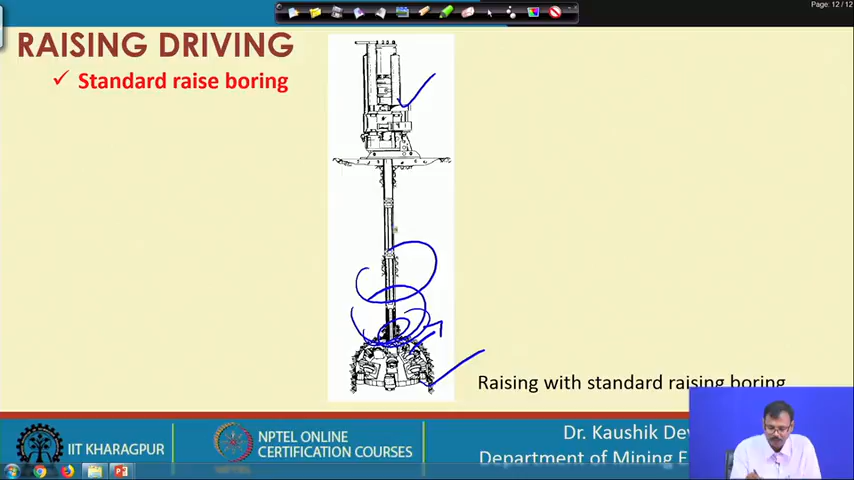 Page: 12 / 12
RAISING DRIVING
✓ Standard raise boring
Raising with standard raising boring
IIT KHARAGPUR
NPTEL ONLINE
CERTIFICATION COURSES
Dr. Kaushik
Department of Mining